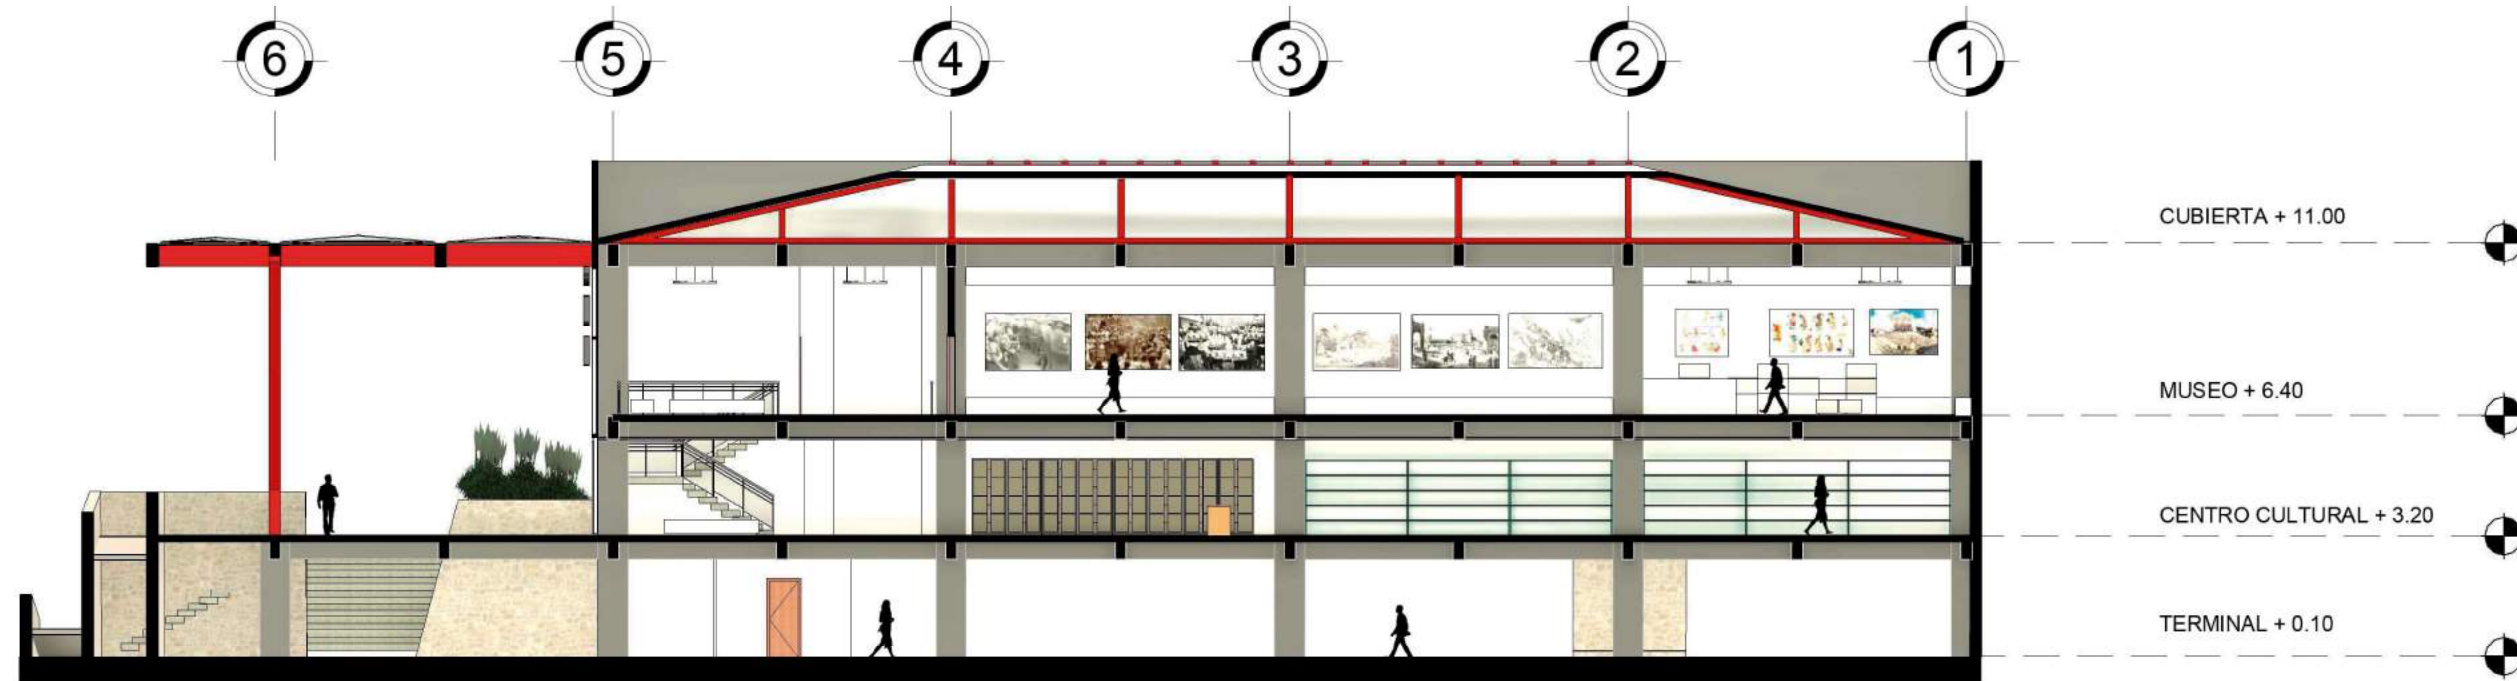 6 5 4 3 2 1
CUBIERTA + 11.00
MUSEO + 6.40
CENTRO CULTURAL + 3.20
TERMINAL + 0.10